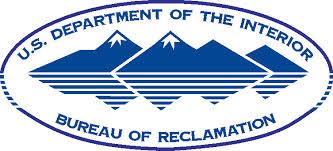 U.S. DEPARTMENT OF THE INTERIOR
BUREAU OF RECLAMATION